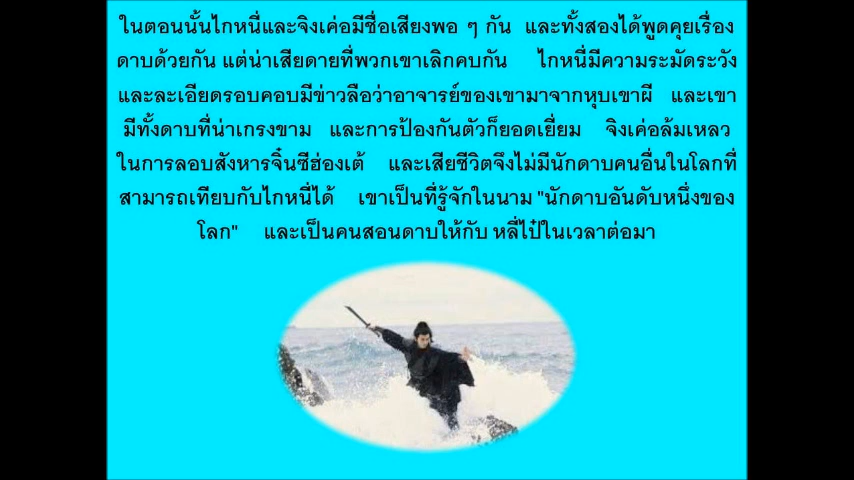 ในตอนนั้นไกหนี่และจิงเค่อมีชื่อเสียงพอ ๆ กัน และทั้งสองได้พูดคุยเรื่อง
ดาบด้วยกัน แต่น่าเสียดายที่พวกเขาเลิกคบกัน ไกหนี่มีความระมัดระวัง
และละเอียดรอบคอบมีข่าวลือว่าอาจารย์ของเขามาจากหุบเขาผี และเขา
มีทั้งดาบที่น่าเกรงขาม และการป้องกันตัวก็ยอดเยี่ยม จิงเค่อล้มเหลว
ในการลอบสังหารจิ๋นซีฮ่องเต้ และเสียชีวิตจึงไม่มีนักดาบคนอื่นในโลกที่
สามารถเทียบกับไกหนี่ได้ เขาเป็นที่รู้จักในนาม "นักดาบอันดับหนึ่งของ
โลก" และเป็นคนสอนดาบให้กับ หลี่ไป๋ในเวลาต่อมา